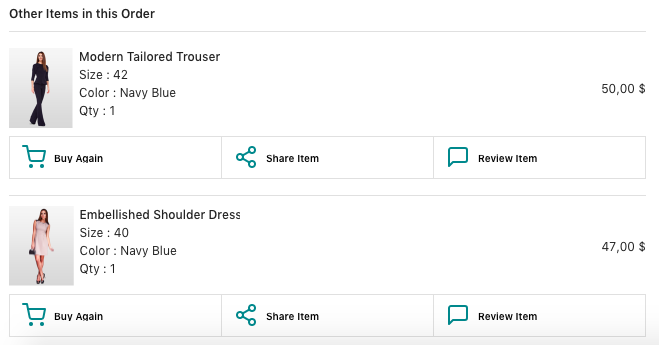 Other Items in this Order
Modern Tailored Trouser
Size : 42
Color : Navy Blue
Qty : 1
50,00 $
Buy Again
Share Item
Review Item
Embellished Shoulder Dress
Size : 40
Color : Navy Blue
Qty : 1
47,00 $
Buy Again
Share Item
Review Item